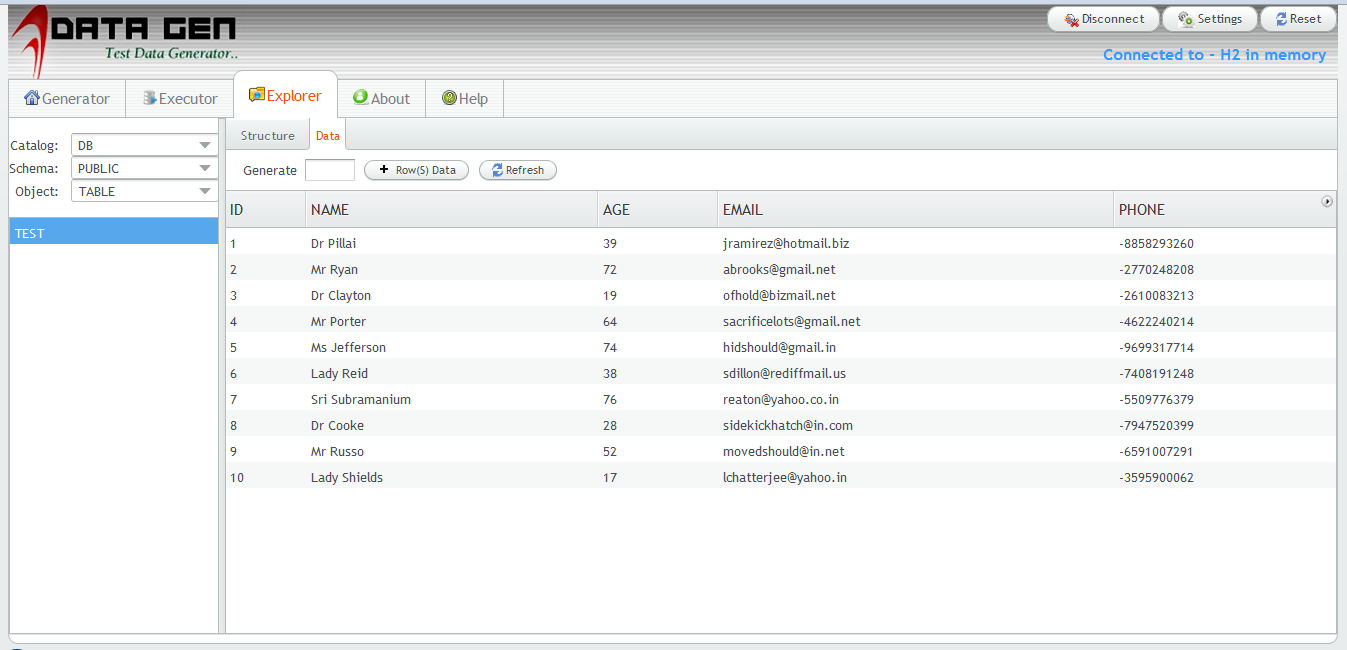 DATA GEN
Test Data Generator..
Disconnect Settings Reset
Connected to - H2 in memory
Generator Executor Explorer About Help
Catalog: DB
Schema: PUBLIC
Object: TABLE
TEST
Structure Data
Generate + Row(S) Data Refresh
ID NAME AGE EMAIL PHONE
1 Dr Pillai 39 jramirez@hotmail.biz -8858293260
2 Mr Ryan 72 abrooks@gmail.net -2770248208
3 Dr Clayton 19 ofhold@bizmail.net -2610083213
4 Mr Porter 64 sacrificelots@gmail.net -4622240214
5 Ms Jefferson 74 hidshould@gmail.in -9699317714
6 Lady Reid 38 sdillon@rediffmail.us -7408191248
7 Sri Subramanium 76 reaton@yahoo.co.in -5509776379
8 Dr Cooke 28 sidekickhatch@in.com -7947520399
9 Mr Russo 52 movedshould@in.net -6591007291
10 Lady Shields 17 lchatterjee@yahoo.in -3595900062